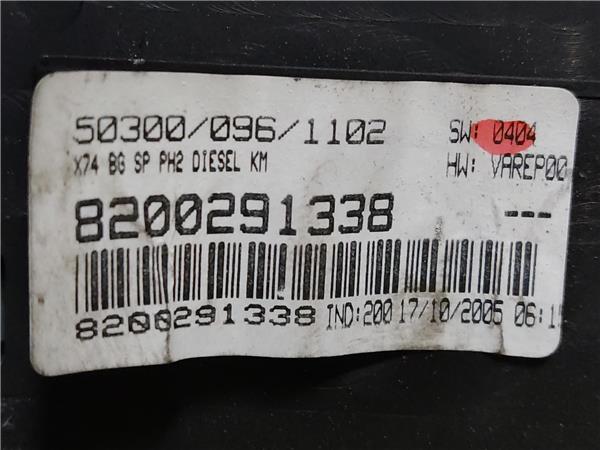 50300/096/1102 SW: 0404
X74 BG SP PH2 DIESEL KM HW: VAREP00
8200291338 ---
8200291338 IND:200 17/10/2005 06:1